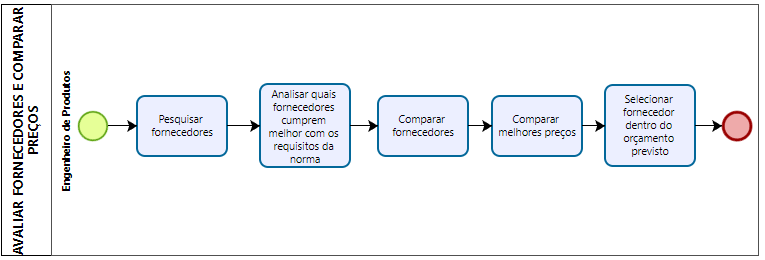 AVALIAR FORNECEDORES E COMPARAR
PREÇOS
Engenheiro de Produtos
Pesquisar
fornecedores
Analisar quais
fornecedores
cumprem
melhor com os
requisitos da
norma
Comparar
fornecedores
Comparar
melhores preços
Selecionar
fornecedor
dentro do
orçamento
previsto